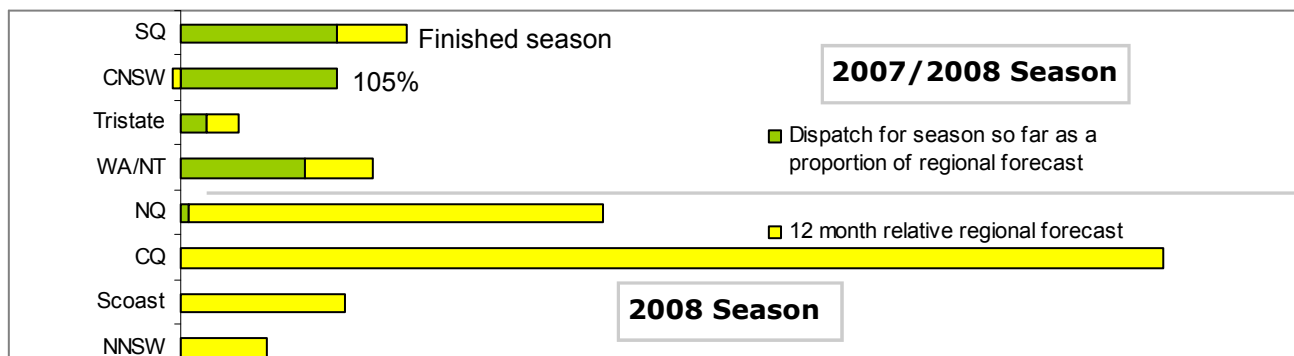 SQ
Finished season
CNSW
105%
2007/2008 Season
Tristate
Dispatch for season so far as a
proportion of regional forecast
WA/NT
NQ
12 month relative regional forecast
CQ
Scoast
2008 Season
NNSW